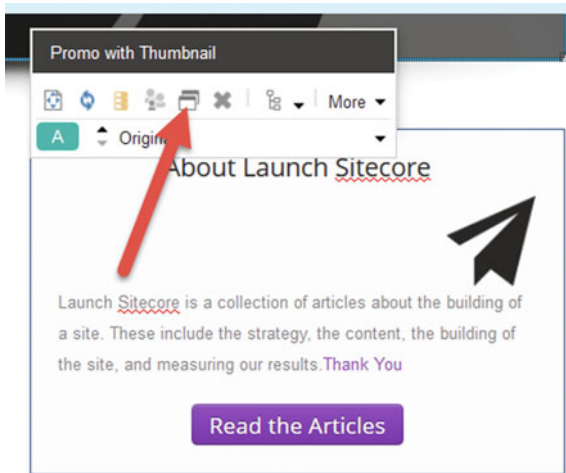 Promo with Thumbnail
More
A Origin
About Launch Sitecore
Launch Sitecore is a collection of articles about the building of
a site. These include the strategy, the content, the building of
the site, and measuring our results.Thank You
Read the Articles